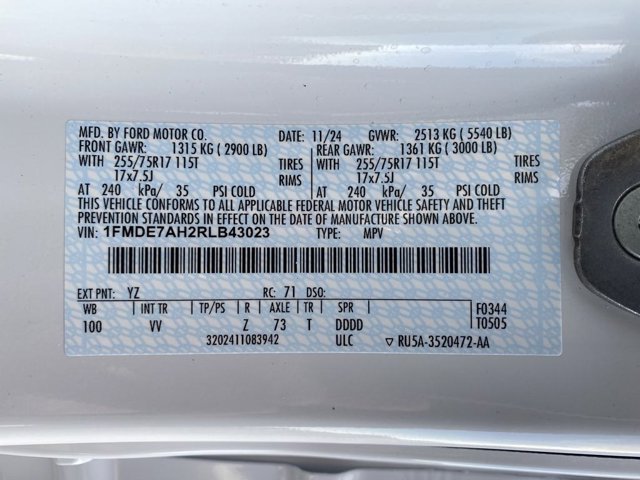 MFD. BY FORD MOTOR CO. DATE: 11/24 GVWR: 2513 KG ( 5540 LB)
FRONT GAWR: 1315 KG ( 2900 LB) REAR GAWR: 1361 KG ( 3000 LB)
WITH 255/75R17 115T TIRES WITH 255/75R17 115T TIRES
17x7.5J RIMS 17x7.5J RIMS
AT 240 kPa/ 35 PSI COLD AT 240 kPa/ 35 PSI COLD
THIS VEHICLE CONFORMS TO ALL APPLICABLE FEDERAL MOTOR VEHICLE SAFETY AND THEFT
PREVENTION STANDARDS IN EFFECT ON THE DATE OF MANUFACTURE SHOWN ABOVE.
VIN: 1FMDE7AH2RLB43023 TYPE: MPV
EXT PNT: YZ RC: 71 DSO:
WB INT TR TP/PS R AXLE TR SPR F0344
100 VV Z 73 T DDDD T0505
3202411083942 ULC ▽ RU5A-3520472-AA